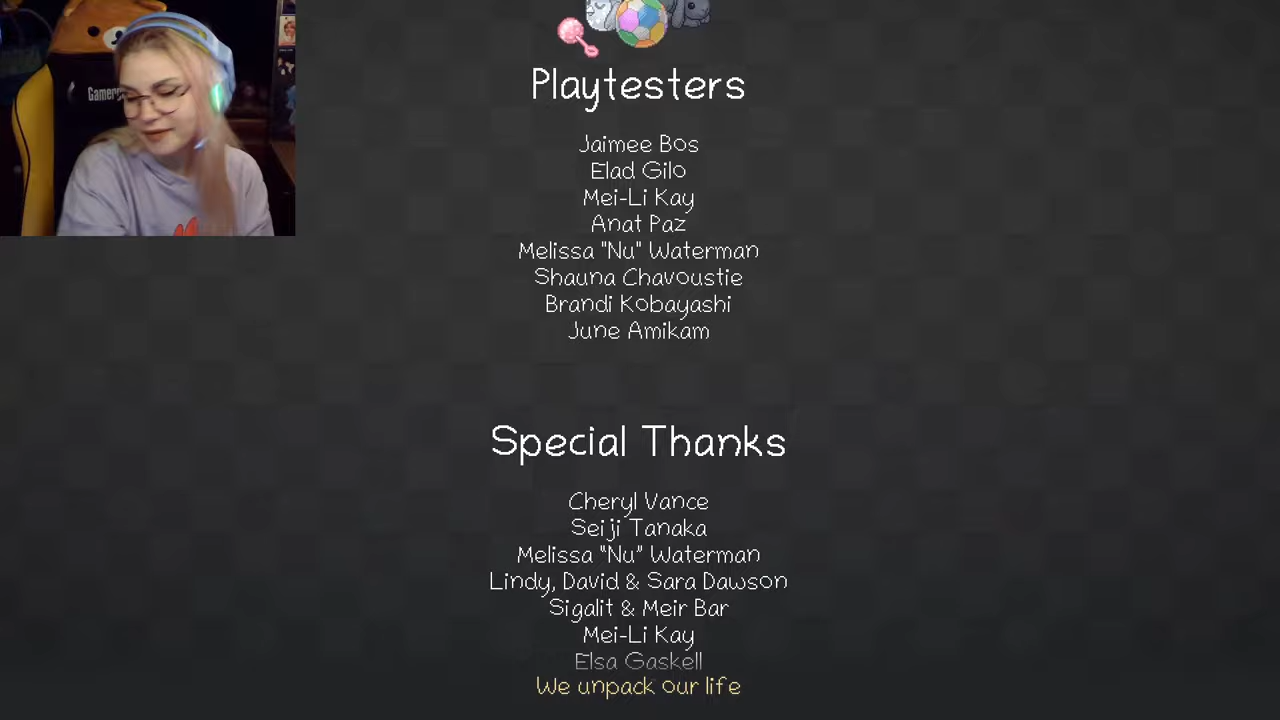 Gamer
Playtesters
Jaimee Bos
Elad Gilo
Mei-Li Kay
Anat Paz
Melissa "Nu" Waterman
Shauna Chavoustie
Brandi Kobayashi
June Amikam
Special Thanks
Cheryl Vance
Seiji Tanaka
Melissa "Nu" Waterman
Lindy, David & Sara Dawson
Sigalit & Meir Bar
Mei-Li Kay
Elsa Gaskell
We unpack our life